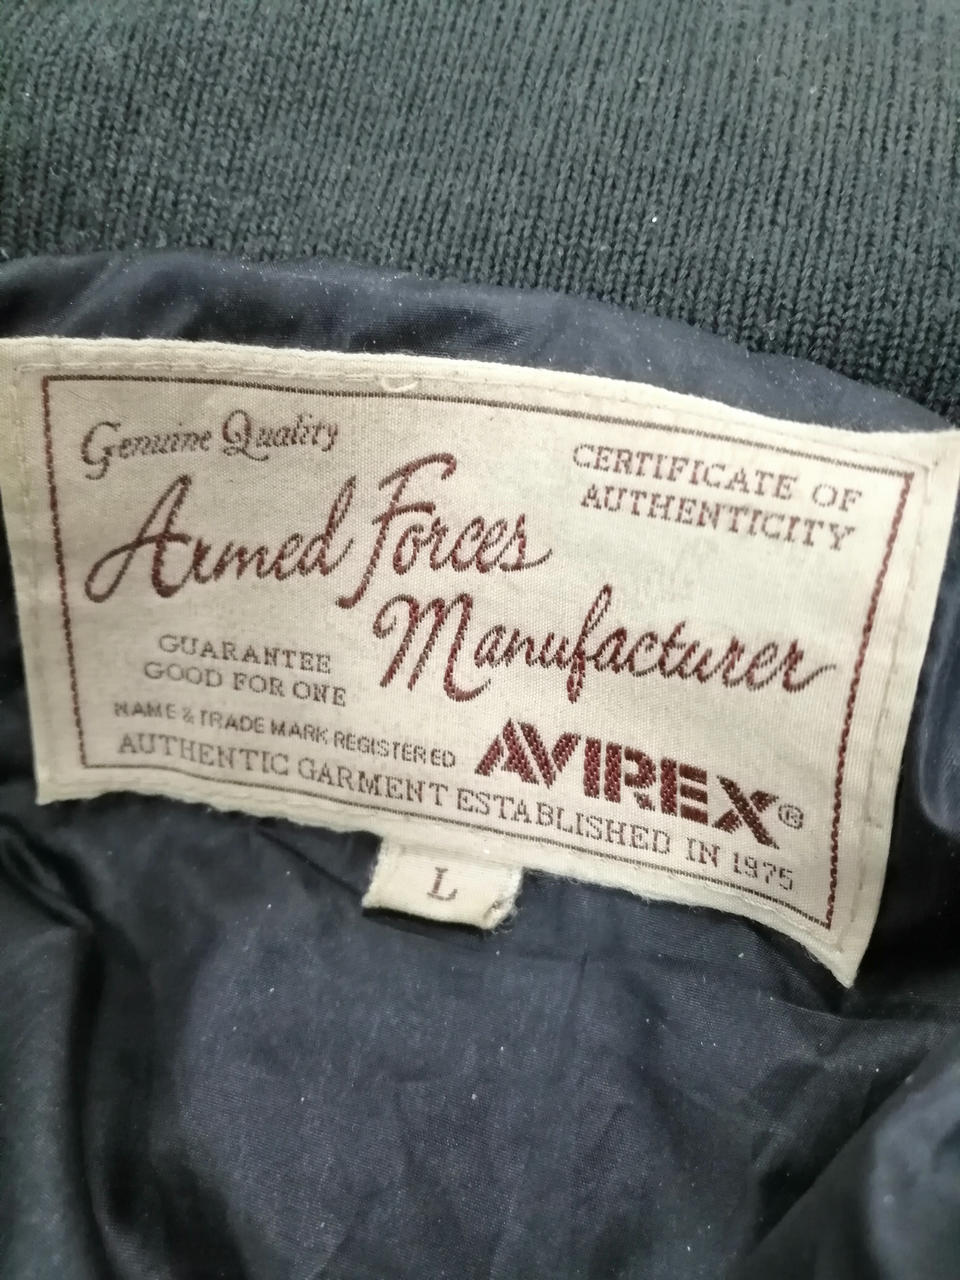 Genuine Quality
CERTIFICATE OF
AUTHENTICITY
Armed Forces
Manufacturer
GUARANTEE
GOOD FOR ONE
NAME & TRADE MARK REGISTERED
AVIREX®
AUTHENTIC GARMENT ESTABLISHED IN 1975
L